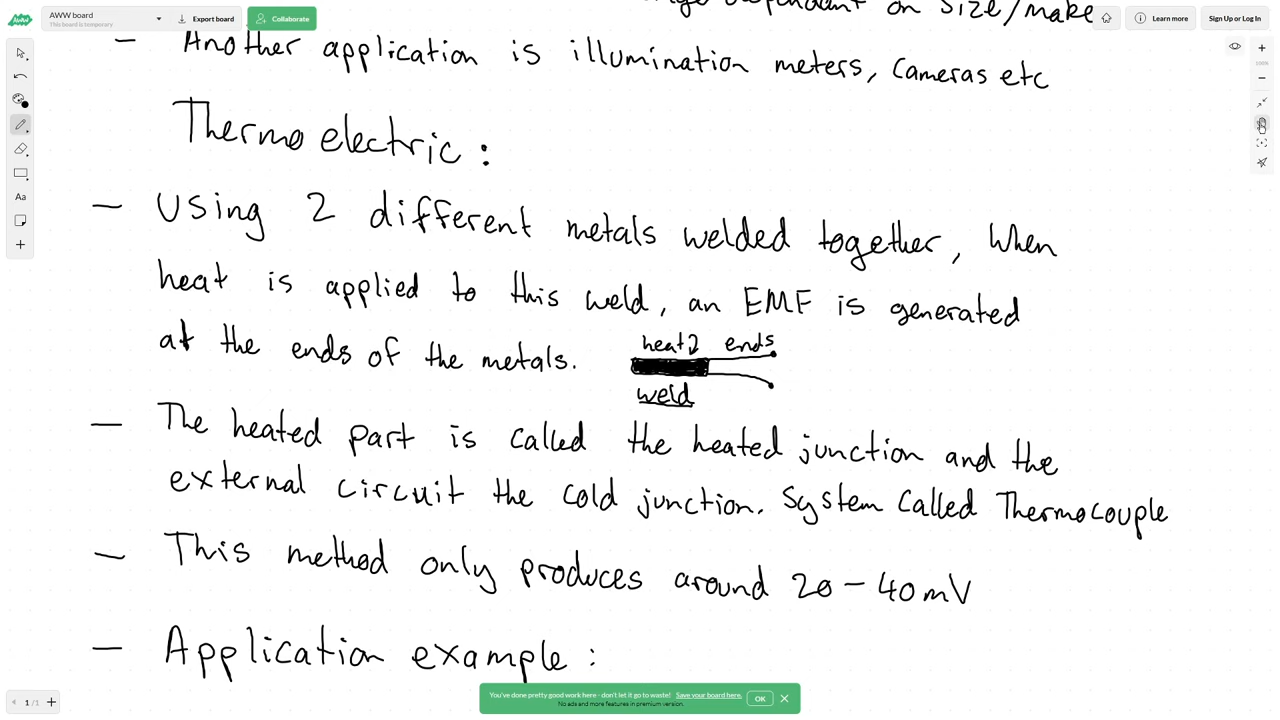 AWW board
This board is temporary
Export board
Collaborate
dependant on size/make
Learn more
Sign Up or Log In
- Another application is illumination meters, Cameras etc
100%
Thermo electric :
- Using 2 different metals welded together, When
heat is applied to this weld, an EMF is generated
at the ends of the metals.
heat
ends
weld
- The heated part is called the heated junction and the
external circuit the cold junction. System called Thermocouple
- This method only produces around 20 - 40 mV
- Application example :
Aa
You've done pretty good work here - don't let it go to waste! Save your board here.
No ads and more features in premium version.
OK
1 / 1